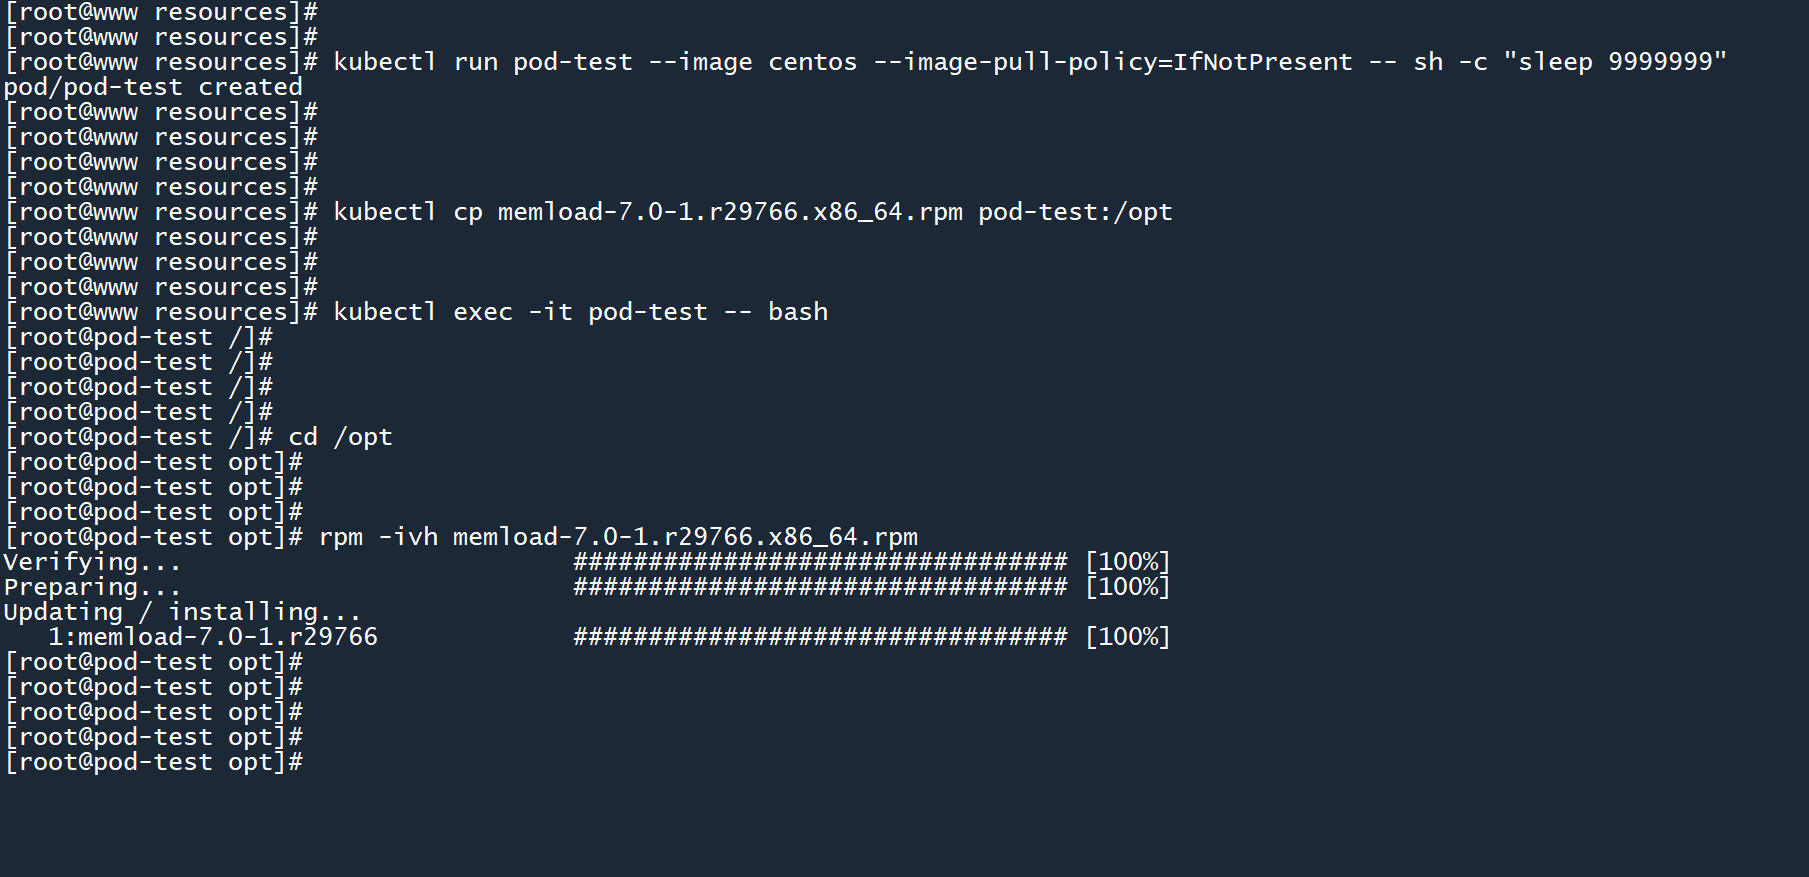 [root@www resources]#
[root@www resources]#
[root@www resources]# kubectl run pod-test --image centos --image-pull-policy=IfNotPresent -- sh -c "sleep 9999999"
pod/pod-test created
[root@www resources]#
[root@www resources]#
[root@www resources]#
[root@www resources]#
[root@www resources]# kubectl cp memload-7.0-1.r29766.x86_64.rpm pod-test:/opt
[root@www resources]#
[root@www resources]#
[root@www resources]#
[root@www resources]# kubectl exec -it pod-test -- bash
[root@pod-test /]#
[root@pod-test /]#
[root@pod-test /]#
[root@pod-test /]#
[root@pod-test /]# cd /opt
[root@pod-test opt]#
[root@pod-test opt]#
[root@pod-test opt]#
[root@pod-test opt]# rpm -ivh memload-7.0-1.r29766.x86_64.rpm
Verifying...                          ################################# [100%]
Preparing...                          ################################# [100%]
Updating / installing...
   1:memload-7.0-1.r29766             ################################# [100%]
[root@pod-test opt]#
[root@pod-test opt]#
[root@pod-test opt]#
[root@pod-test opt]#
[root@pod-test opt]#